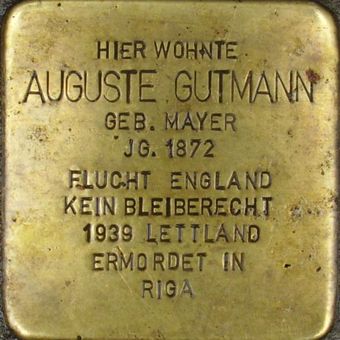 HIER WOHNTE
AUGUSTE GUTMANN
GEB. MAYER
JG. 1872
FLUCHT ENGLAND
KEIN BLEIBERECHT
1939 LETTLAND
ERMORDET IN
RIGA